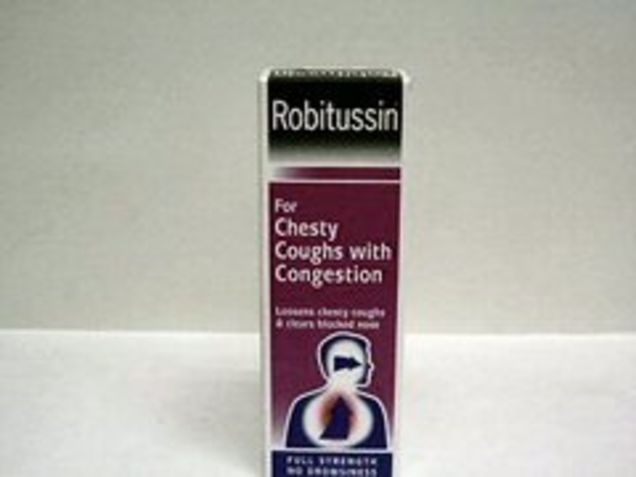 Robitussin
For
Chesty
Coughs with
Congestion
Loosens chesty coughs
& clears blocked nose
FULL STRENGTH
NO DROWSINESS